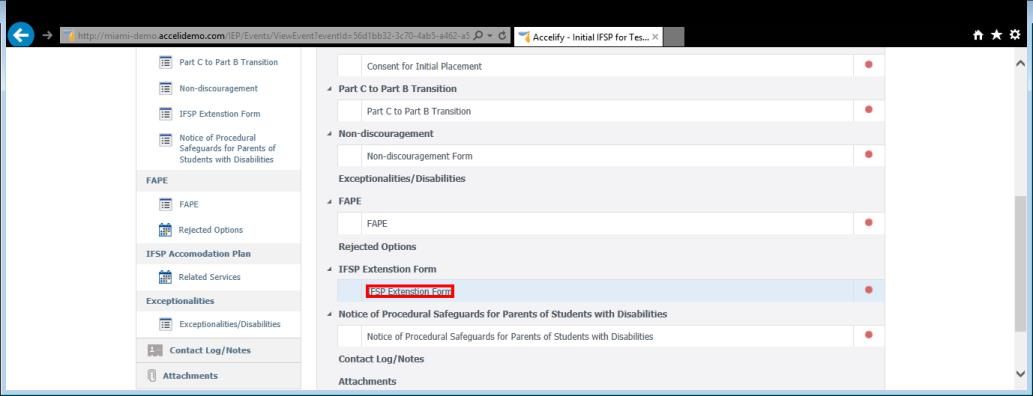 http://miami-demo.accelidemo.com/IEP/Events/ViewEvent?eventId=56d1bb32-3c70-4ab5-a462-a5
Accelify - Initial IFSP for Tes...
Part C to Part B Transition
Non-discouragement
IFSP Extenstion Form
Notice of Procedural
Safeguards for Parents of
Students with Disabilities
FAPE
FAPE
Rejected Options
IFSP Accomodation Plan
Related Services
Exceptionalities
Exceptionalities/Disabilities
Contact Log/Notes
Attachments
Consent for Initial Placement
Part C to Part B Transition
Part C to Part B Transition
Non-discouragement
Non-discouragement Form
Exceptionalities/Disabilities
FAPE
FAPE
Rejected Options
IFSP Extenstion Form
IFSP Extenstion Form
Notice of Procedural Safeguards for Parents of Students with Disabilities
Notice of Procedural Safeguards for Parents of Students with Disabilities
Contact Log/Notes
Attachments